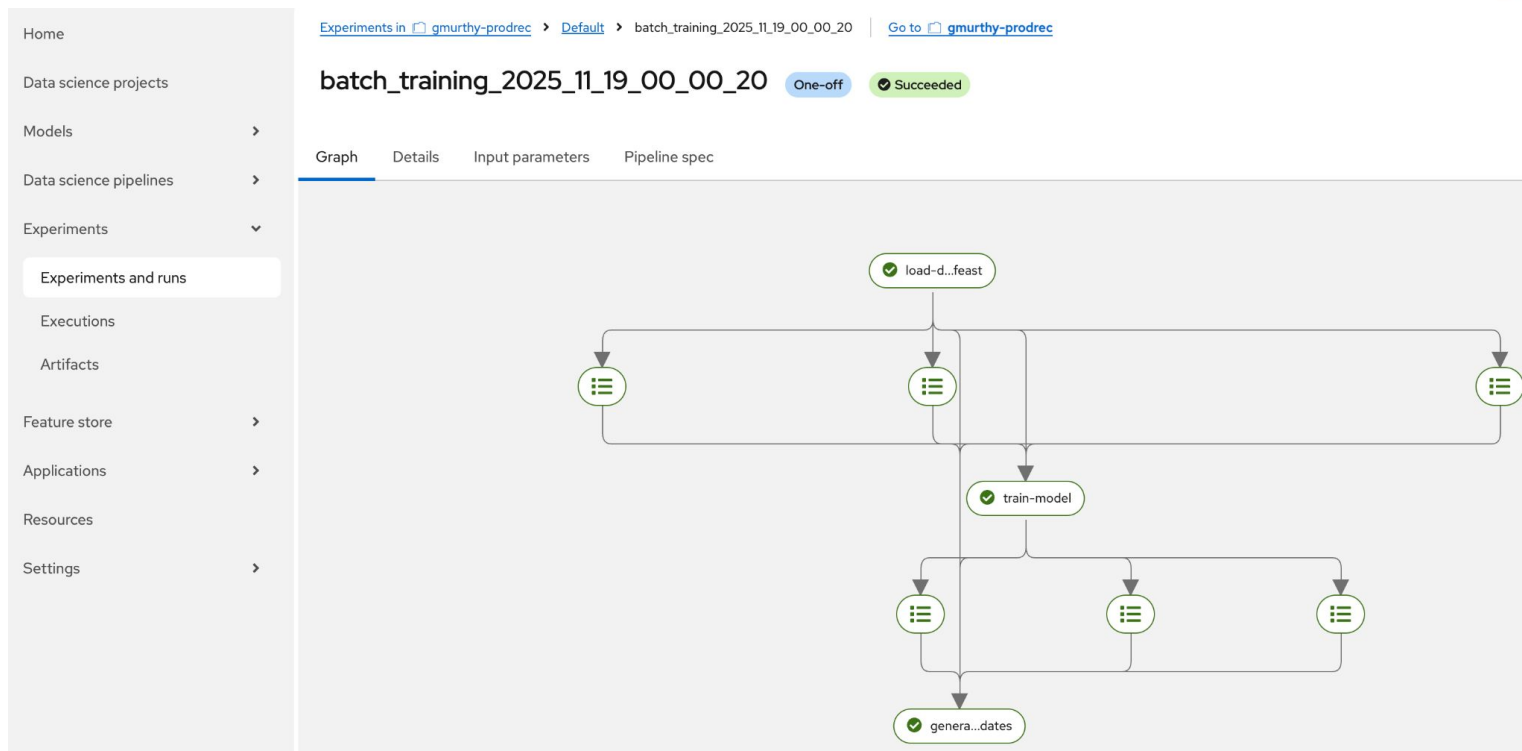 Home
Data science projects
Models
Data science pipelines
Experiments
Experiments and runs
Executions
Artifacts
Feature store
Applications
Resources
Settings
Experiments in gmurthy-prodrec > Default > batch_training_2025_11_19_00_00_20 | Go to gmurthy-prodrec
batch_training_2025_11_19_00_00_20 One-off Succeeded
Graph Details Input parameters Pipeline spec
load-d...feast
train-model
genera...dates